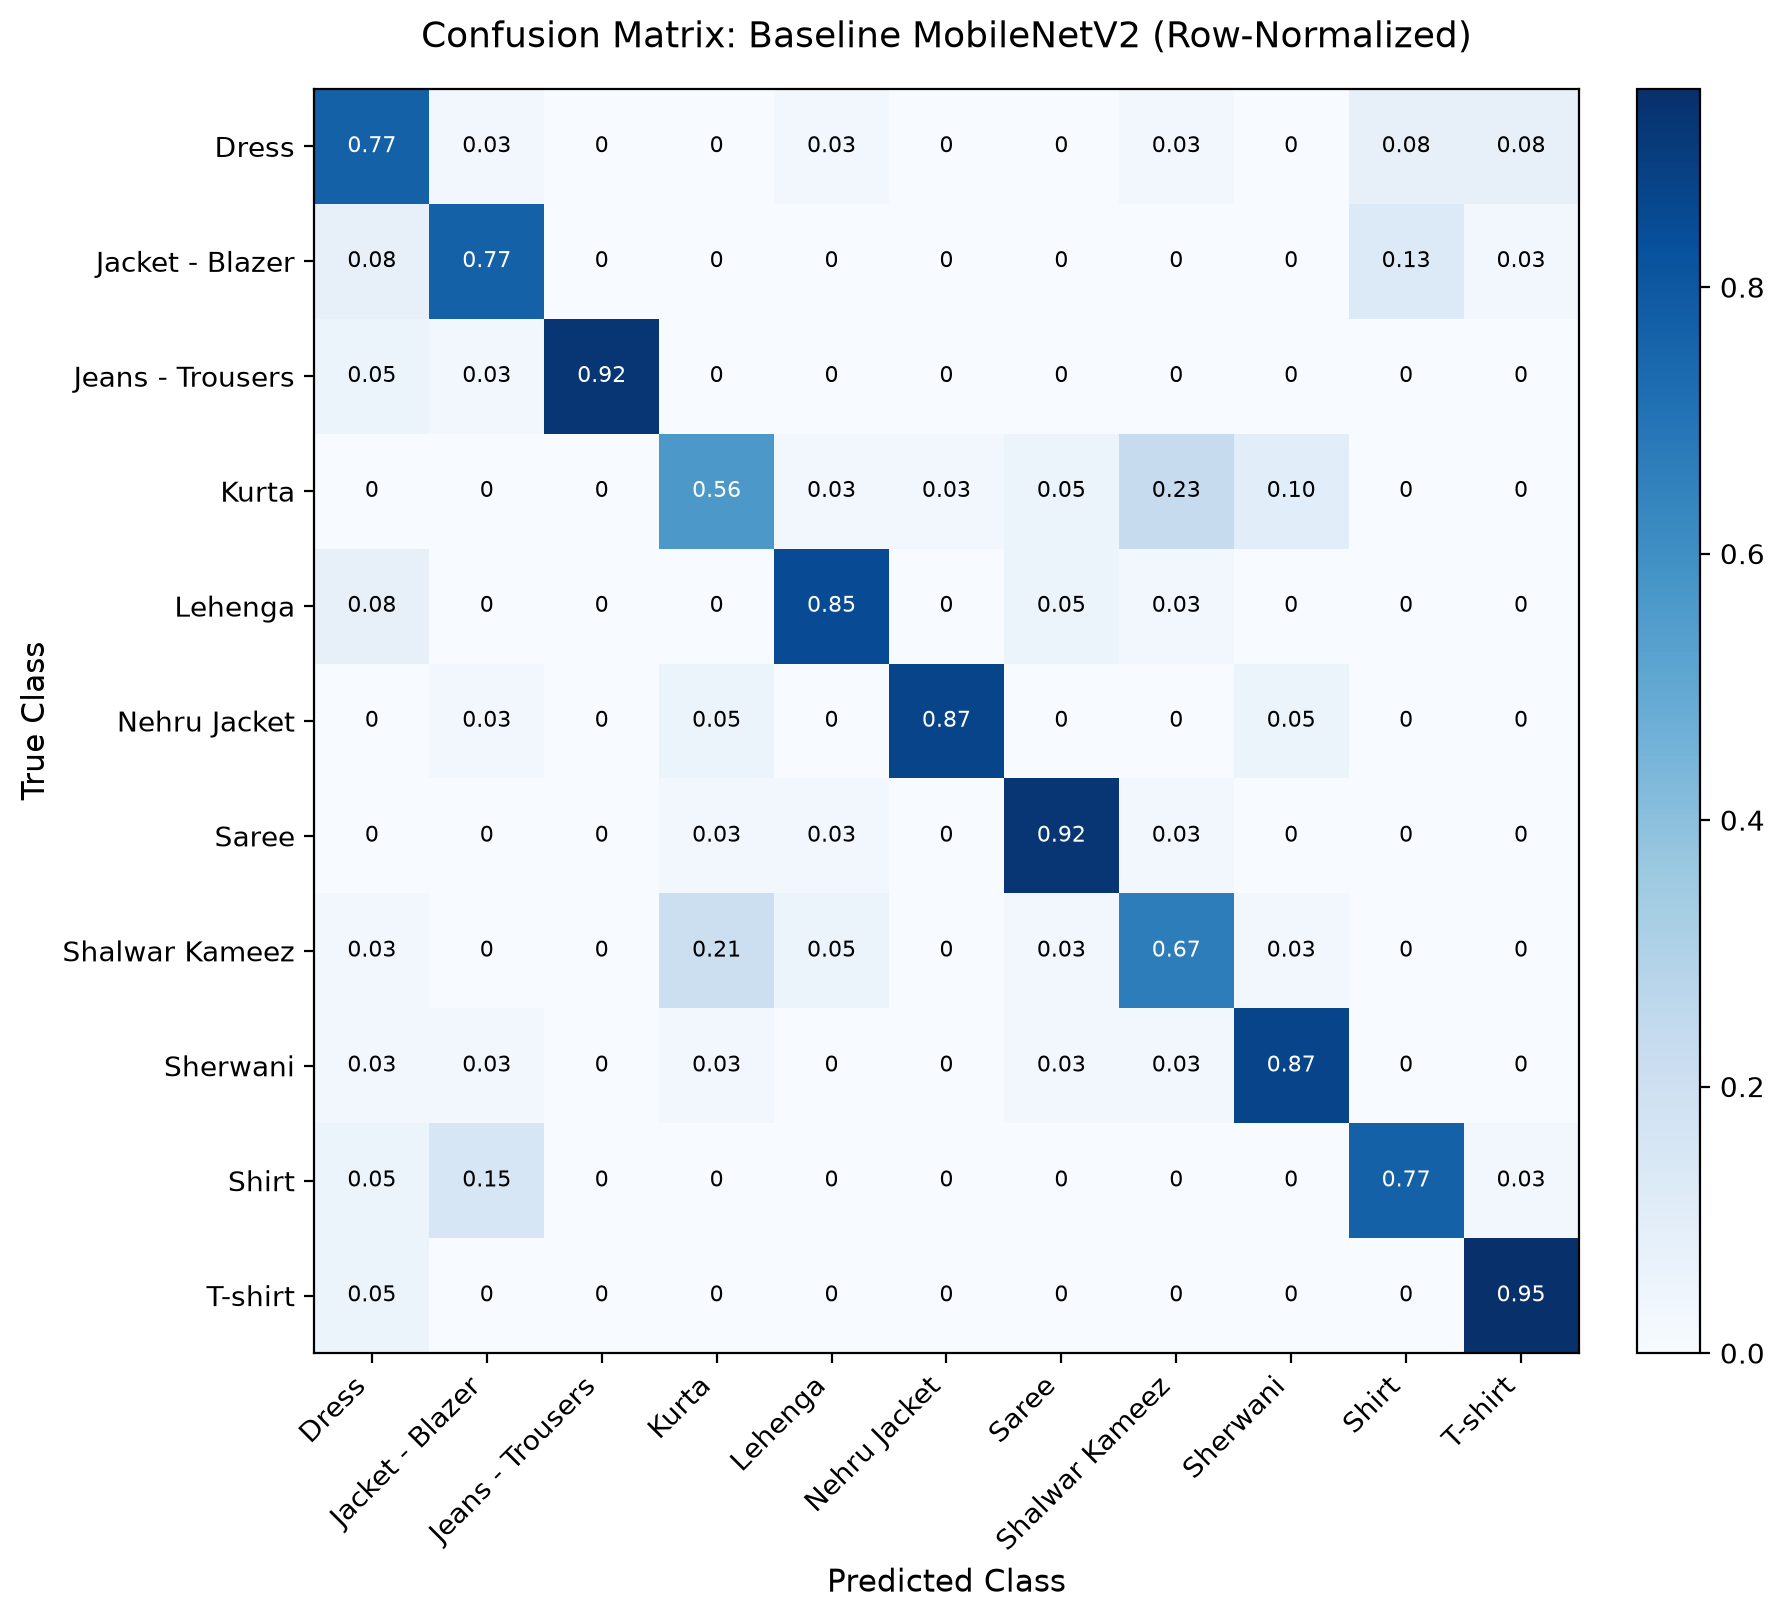 Confusion Matrix: Baseline MobileNetV2 (Row-Normalized)
Dress 0.77 0.03 0 0 0.03 0 0 0.03 0 0.08 0.08
Jacket - Blazer 0.08 0.77 0 0 0 0 0 0 0 0.13 0.03
Jeans - Trousers 0.05 0.03 0.92 0 0 0 0 0 0 0 0
Kurta 0 0 0 0.56 0.03 0.03 0.05 0.23 0.10 0 0
Lehenga 0.08 0 0 0 0.85 0 0.05 0.03 0 0 0
Nehru Jacket 0 0.03 0 0.05 0 0.87 0 0 0.05 0 0
Saree 0 0 0 0.03 0.03 0 0.92 0.03 0 0 0
Shalwar Kameez 0.03 0 0 0.21 0.05 0 0.03 0.67 0.03 0 0
Sherwani 0.03 0.03 0 0.03 0 0 0.03 0.03 0.87 0 0
Shirt 0.05 0.15 0 0 0 0 0 0 0 0.77 0.03
T-shirt 0.05 0 0 0 0 0 0 0 0 0 0.95
True Class
Dress
Jacket - Blazer
Jeans - Trousers
Kurta
Lehenga
Nehru Jacket
Saree
Shalwar Kameez
Sherwani
Shirt
T-shirt
Predicted Class
0.8
0.6
0.4
0.2
0.0